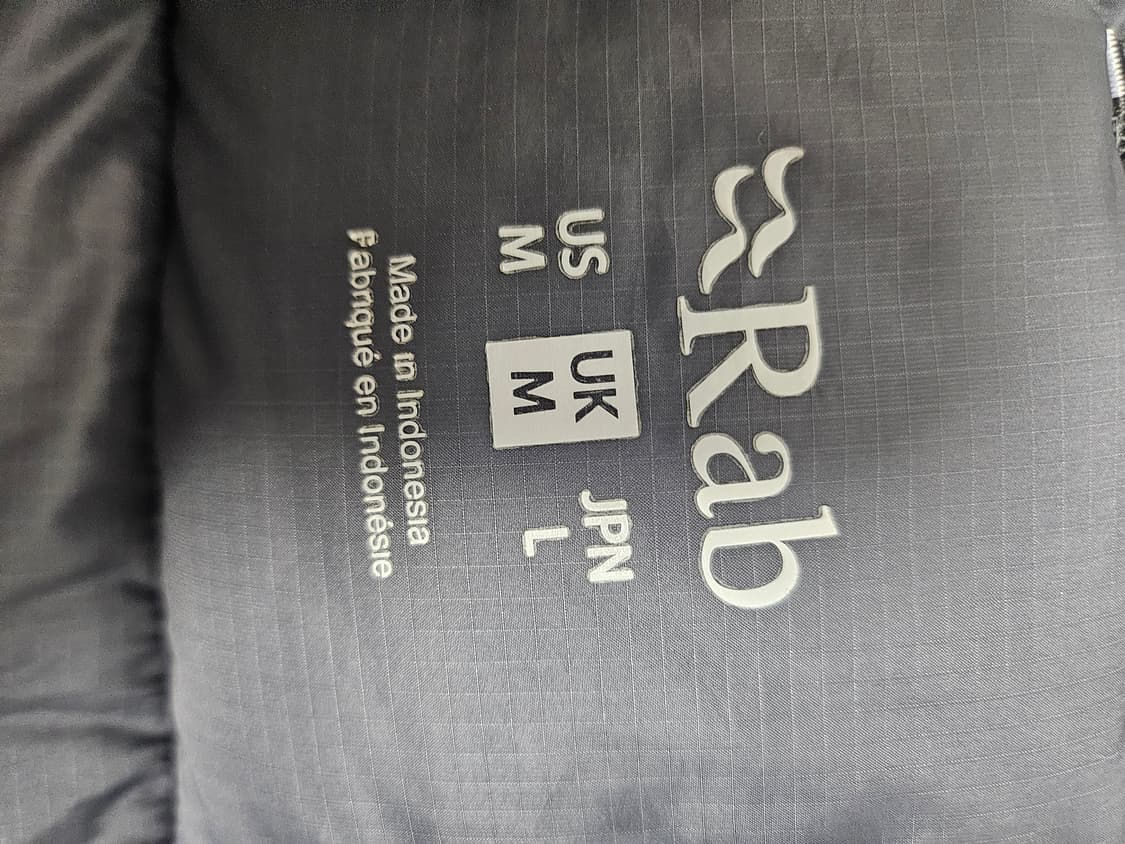 Rab
US UK JPN
M M L
Made in Indonesia
Fabriqué en Indonésie